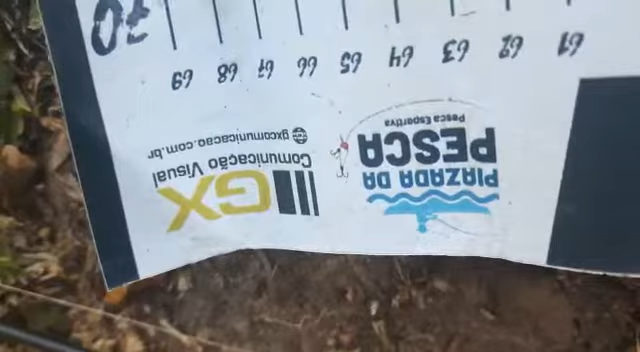 61 62 63 64 65 66 67 68 69 70
PIAZADA DA
PESCA
Pesca Esportiva
GX
Comunicação Visual
gxcomunicacao.com.br